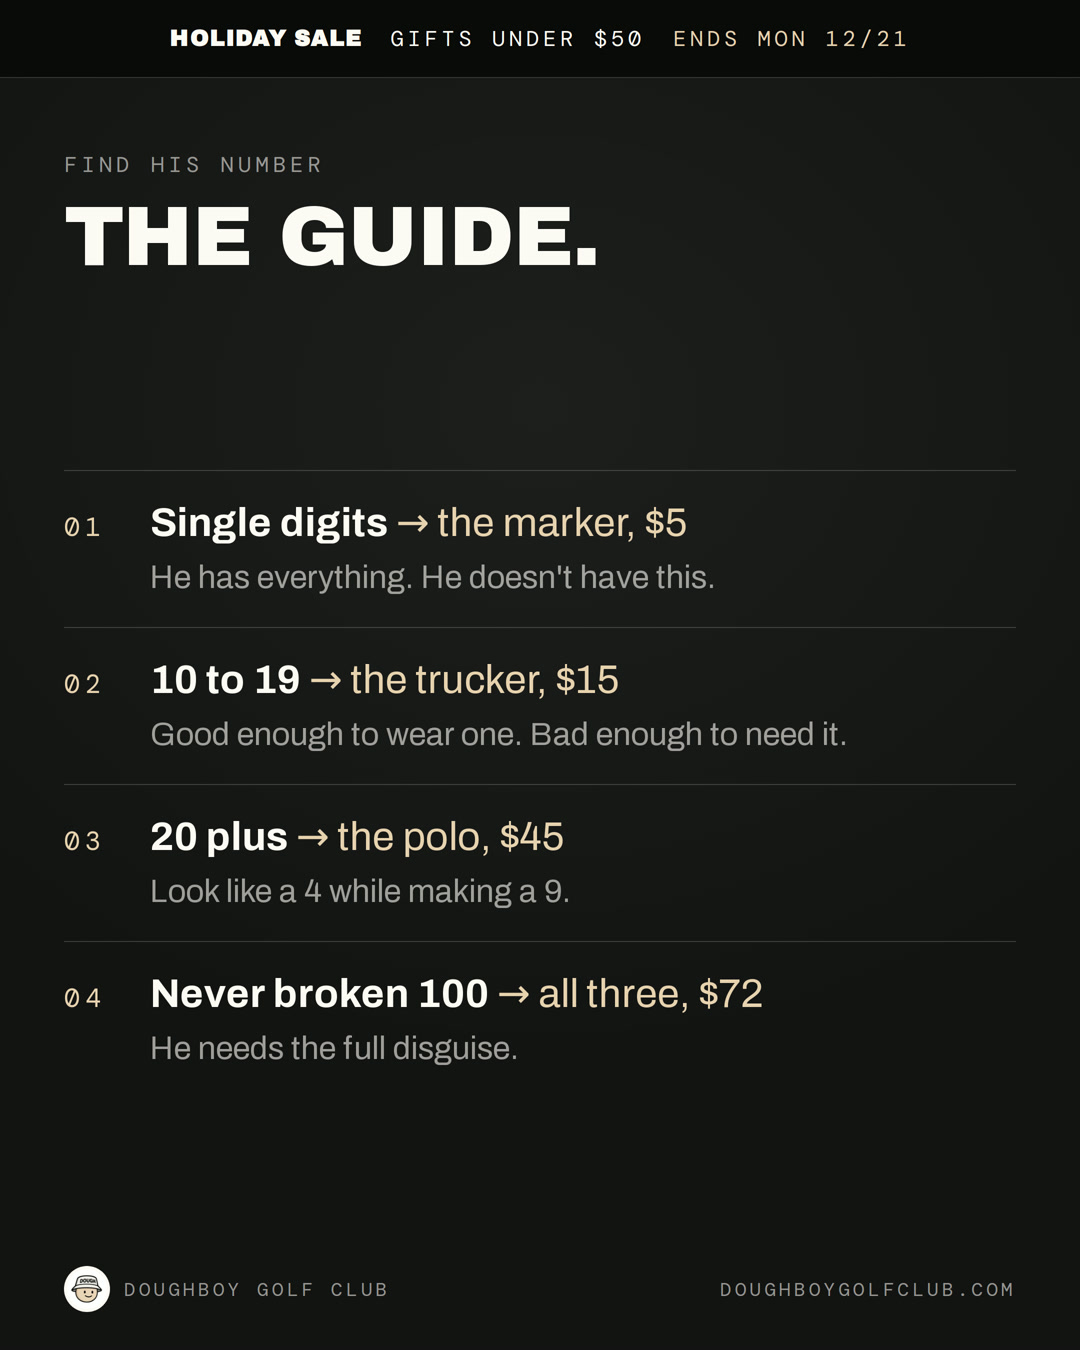 HOLIDAY SALE GIFTS UNDER $50 ENDS MON 12/21
FIND HIS NUMBER
THE GUIDE.
01 Single digits → the marker, $5
He has everything. He doesn't have this.
02 10 to 19 → the trucker, $15
Good enough to wear one. Bad enough to need it.
03 20 plus → the polo, $45
Look like a 4 while making a 9.
04 Never broken 100 → all three, $72
He needs the full disguise.
DOUGH
DOUGHBOY GOLF CLUB DOUGHBOYGOLFCLUB.COM